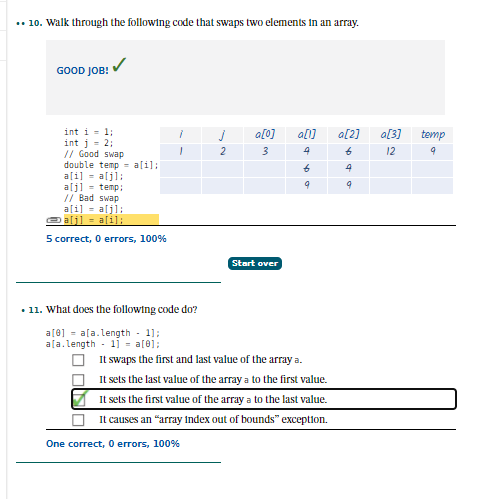 •• 10. Walk through the following code that swaps two elements in an array.
GOOD JOB! ✓
int i = 1;
int j = 2;
// Good swap
double temp = a[i];
a[i] = a[j];
a[j] = temp;
// Bad swap
a[i] = a[j];
a[j] = a[i];
i j a[0] a[1] a[2] a[3] temp
1 2 3 4 6 12 9
6 4
9 9
5 correct, 0 errors, 100%
Start over
• 11. What does the following code do?
a[0] = a[a.length - 1];
a[a.length - 1] = a[0];
It swaps the first and last value of the array a.
It sets the last value of the array a to the first value.
It sets the first value of the array a to the last value.
It causes an “array index out of bounds” exception.
One correct, 0 errors, 100%